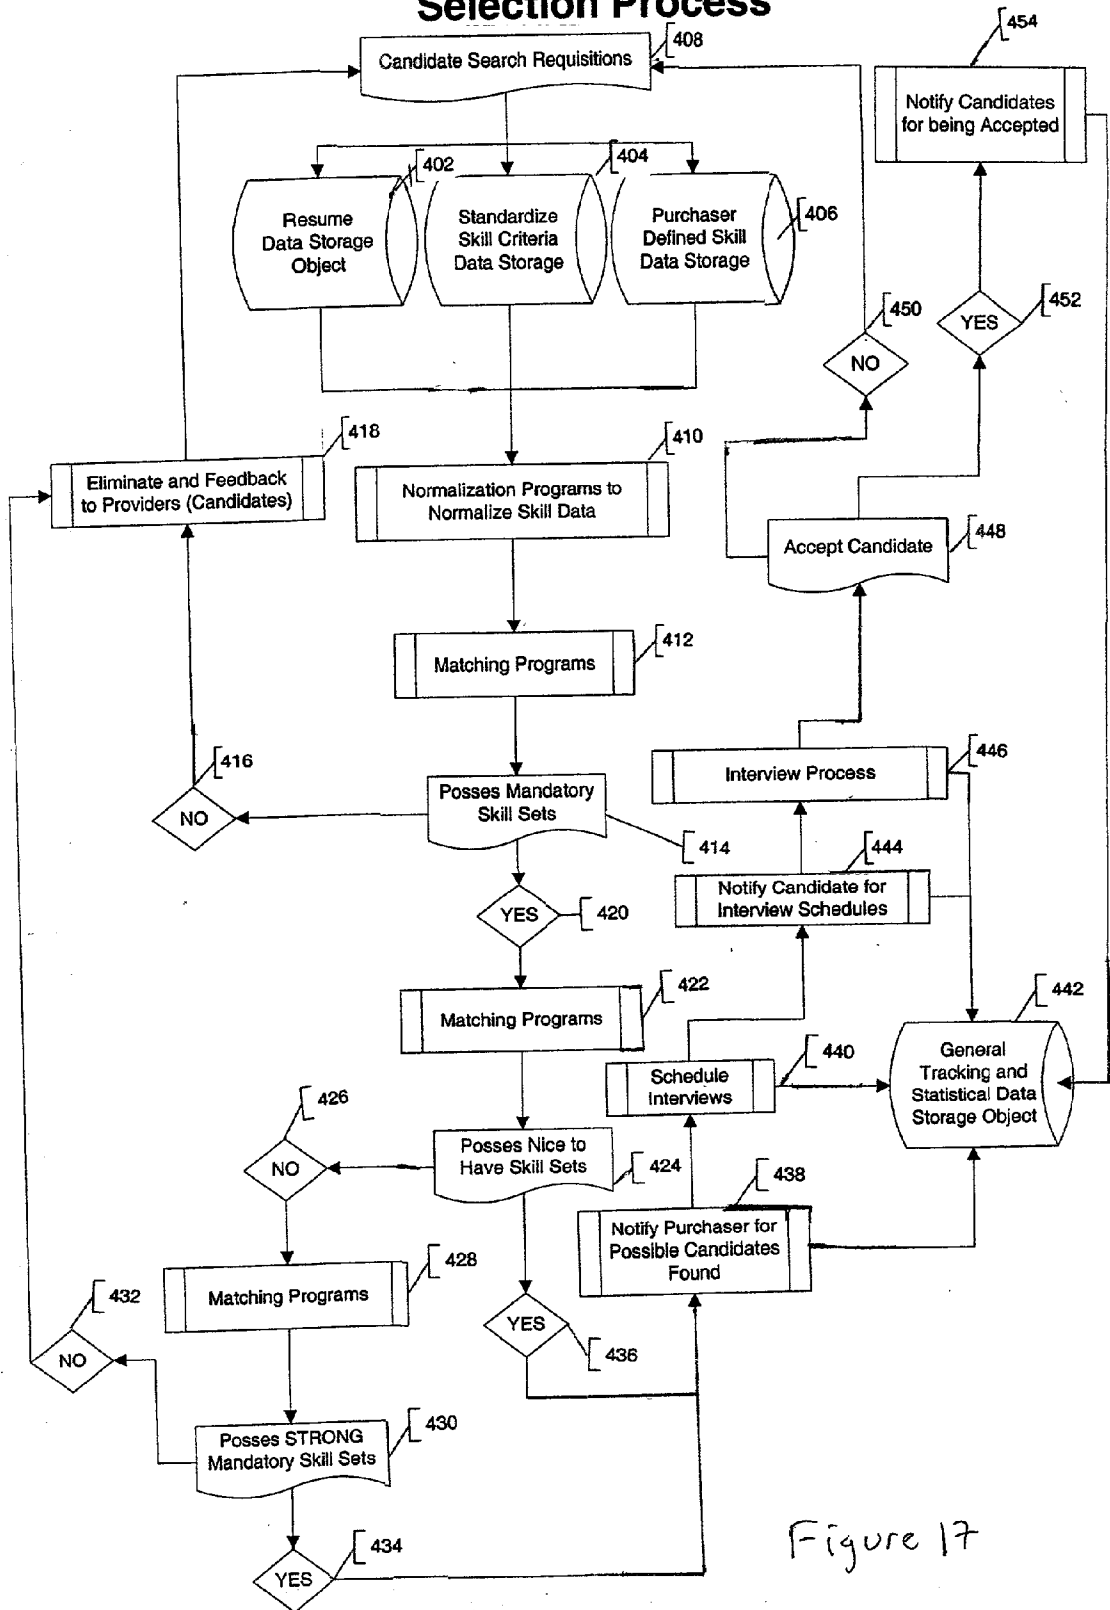 Selection Process
454
408
Candidate Search Requisitions
Notify Candidates
for being Accepted
402
404
Resume
Data Storage
Object
Standardize
Skill Criteria
Data Storage
Purchaser
Defined Skill
Data Storage
406
450
452
YES
NO
418
410
Eliminate and Feedback
to Providers (Candidates)
Normalization Programs to
Normalize Skill Data
448
Accept Candidate
412
Matching Programs
416
446
Interview Process
Posses Mandatory
Skill Sets
NO
414
444
Notify Candidate for
Interview Schedules
YES
420
422
442
Matching Programs
440
General
Tracking and
Statistical Data
Storage Object
Schedule
Interviews
426
Posses Nice to
Have Skill Sets
NO
424
438
Notify Purchaser for
Possible Candidates
Found
428
Matching Programs
432
YES
436
NO
430
Posses STRONG
Mandatory Skill Sets
434
YES
Figure 17